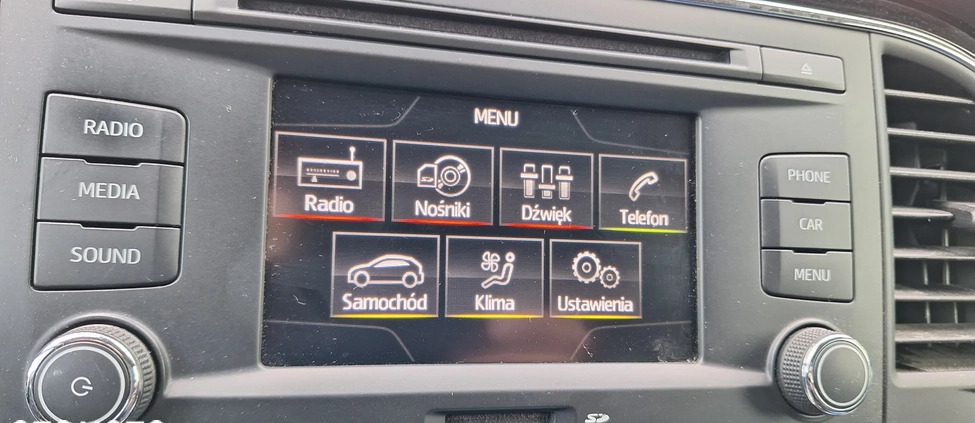 RADIO
MEDIA
SOUND
MENU
Radio
Nośniki
Dźwięk
Telefon
Samochód
Klima
Ustawienia
PHONE
CAR
MENU
SD